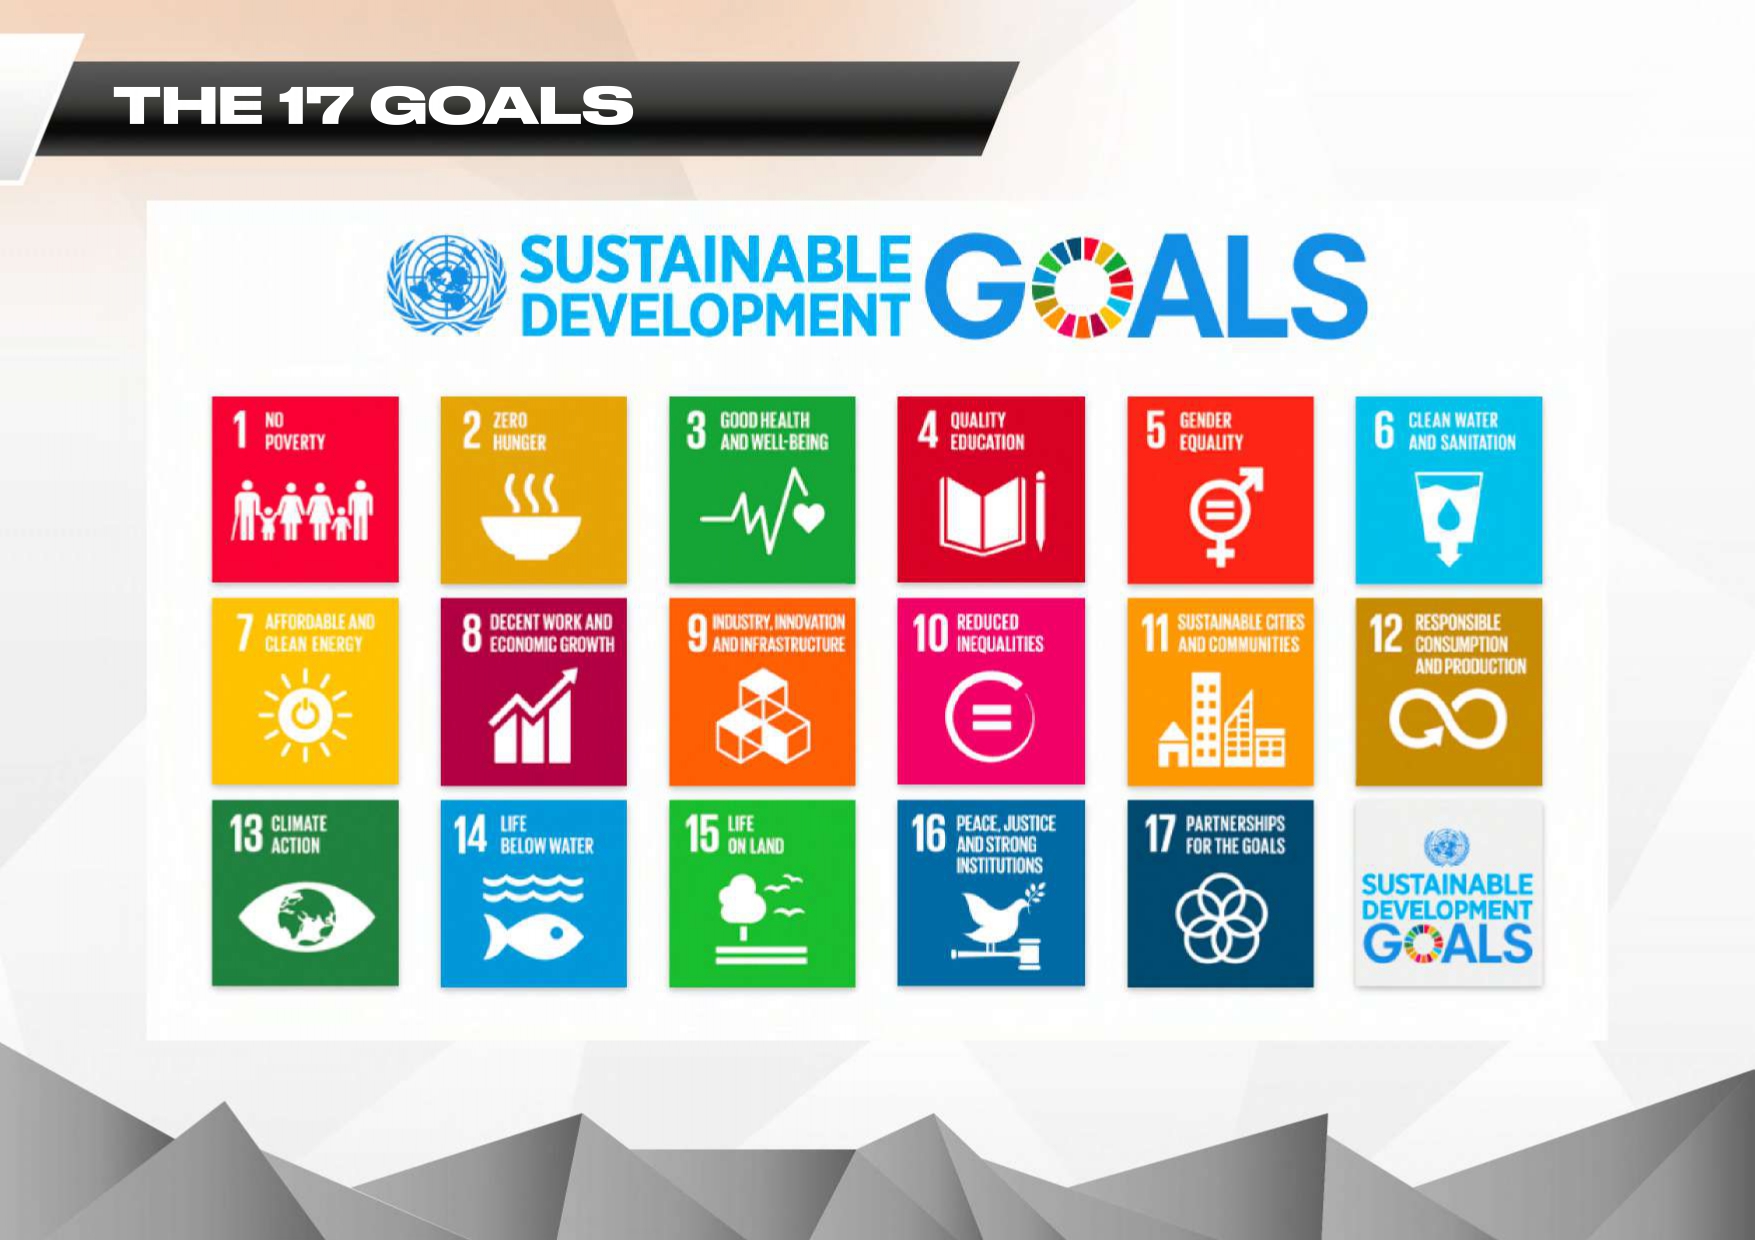 THE 17 GOALS
SUSTAINABLE
DEVELOPMENT
GOALS
1 NO
POVERTY
2 ZERO
HUNGER
3 GOOD HEALTH
AND WELL-BEING
4 QUALITY
EDUCATION
5 GENDER
EQUALITY
6 CLEAN WATER
AND SANITATION
7 AFFORDABLE AND
CLEAN ENERGY
8 DECENT WORK AND
ECONOMIC GROWTH
9 INDUSTRY, INNOVATION
AND INFRASTRUCTURE
10 REDUCED
INEQUALITIES
11 SUSTAINABLE CITIES
AND COMMUNITIES
12 RESPONSIBLE
CONSUMPTION
AND PRODUCTION
13 CLIMATE
ACTION
14 LIFE
BELOW WATER
15 LIFE
ON LAND
16 PEACE, JUSTICE
AND STRONG
INSTITUTIONS
17 PARTNERSHIPS
FOR THE GOALS
SUSTAINABLE
DEVELOPMENT
GOALS